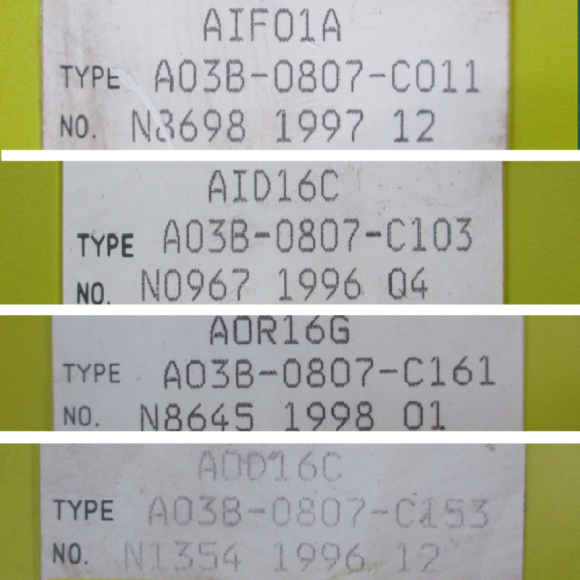 AIF01A
TYPE A03B-0807-C011
NO. N8698 1997 12
AID16C
TYPE A03B-0807-C103
NO. N0967 1996 04
AOR16G
TYPE A03B-0807-C161
NO. N8645 1998 01
AOD16C
TYPE A03B-0807-C153
NO. N1354 1996 12